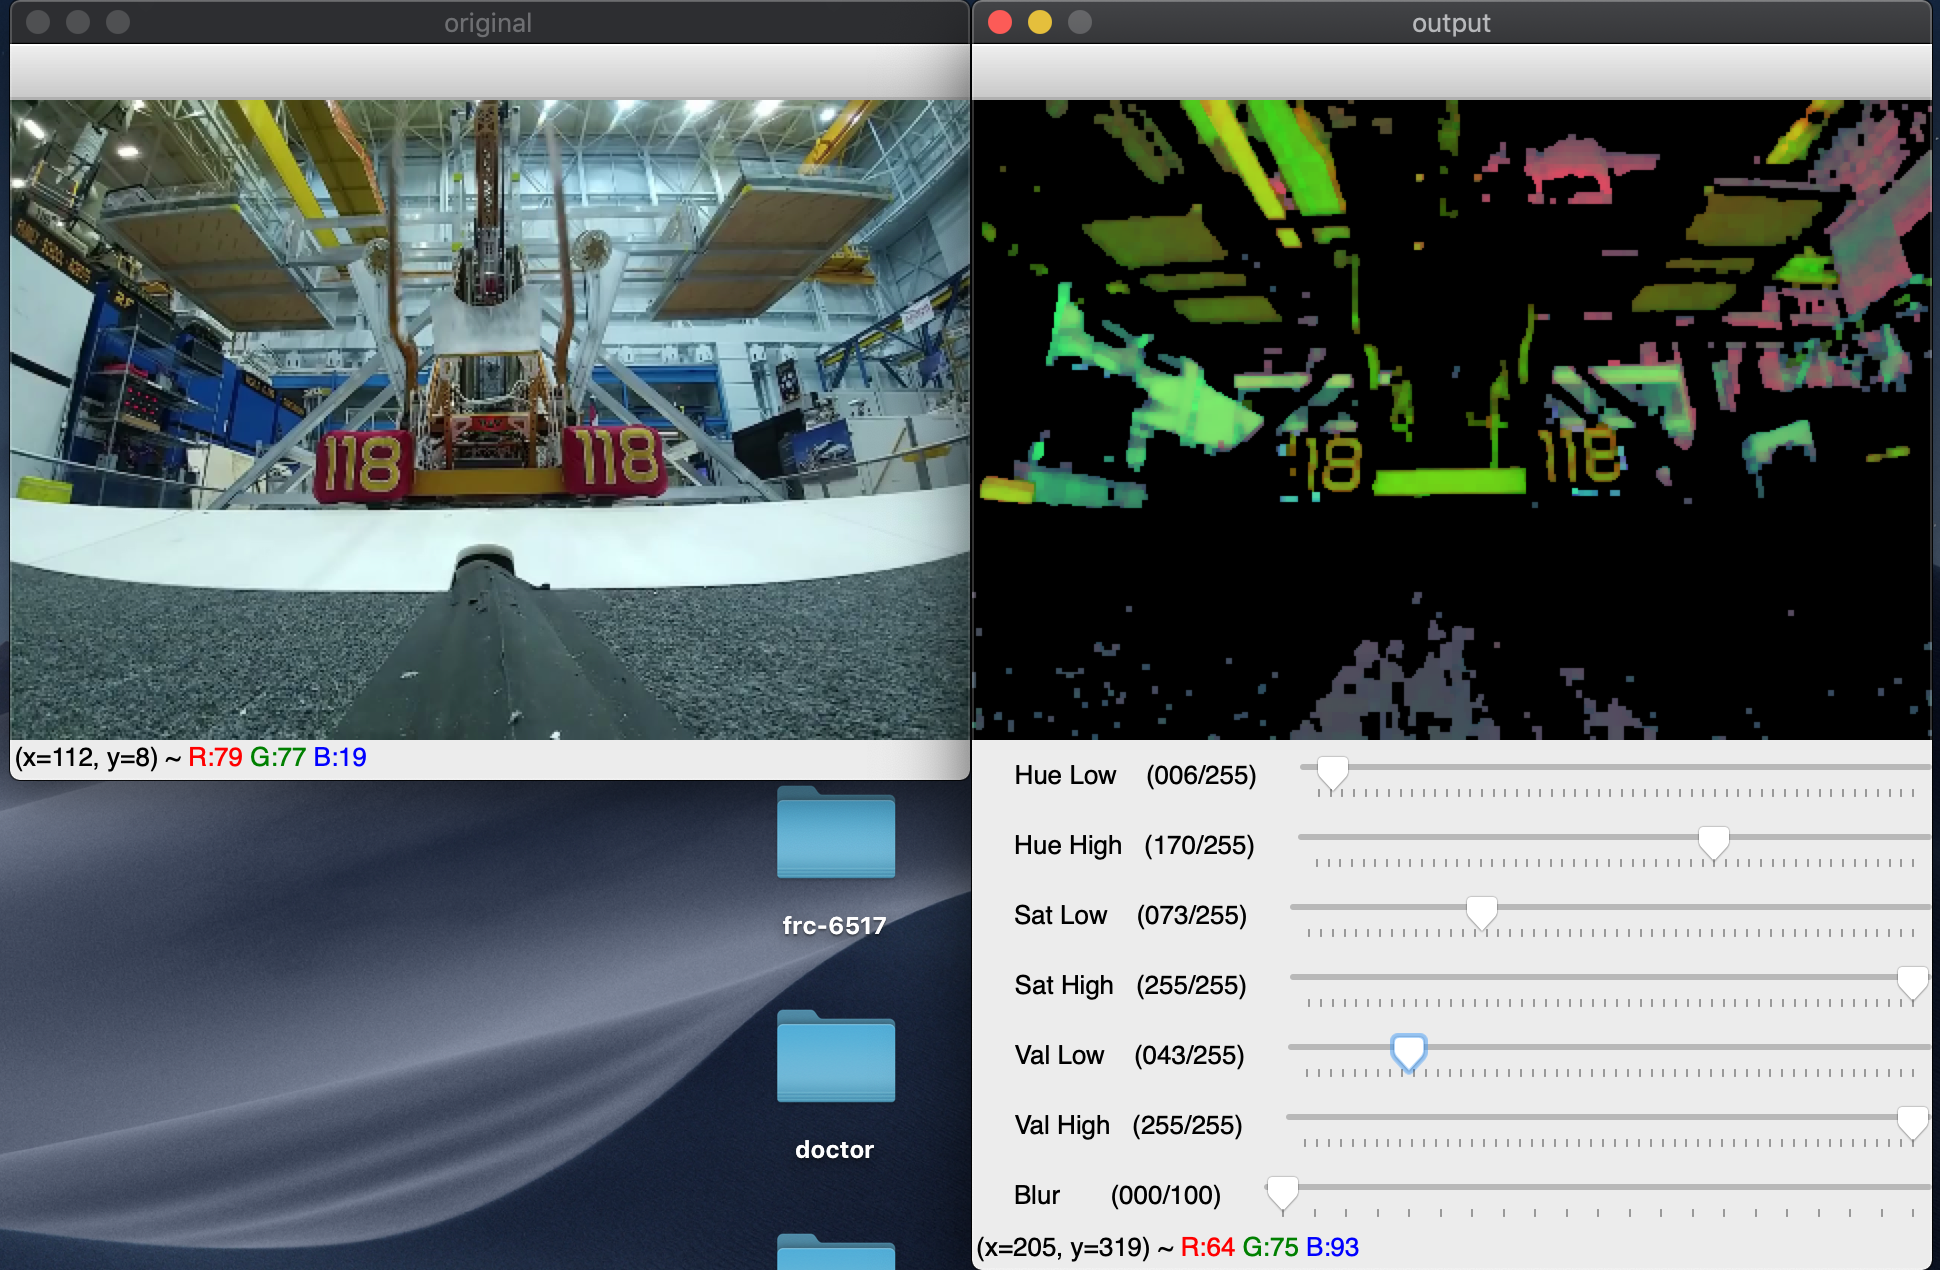 original
118
118
(x=112, y=8) ~ R:79 G:77 B:19
frc-6517
doctor
output
18
118
Hue Low (006/255)
Hue High (170/255)
Sat Low (073/255)
Sat High (255/255)
Val Low (043/255)
Val High (255/255)
Blur (000/100)
(x=205, y=319) ~ R:64 G:75 B:93